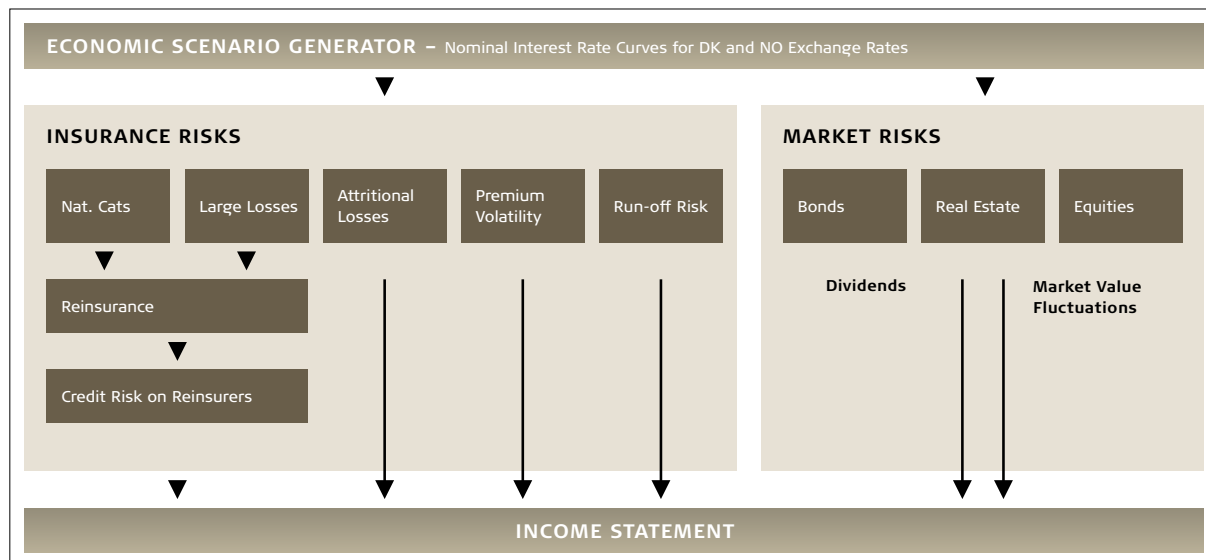 ECONOMIC SCENARIO GENERATOR – Nominal Interest Rate Curves for DK and NO Exchange Rates
INSURANCE RISKS
Nat. Cats
Large Losses
Attritional
Losses
Premium
Volatility
Run-off Risk
Reinsurance
Credit Risk on Reinsurers
MARKET RISKS
Bonds
Real Estate
Equities
Dividends
Market Value
Fluctuations
INCOME STATEMENT